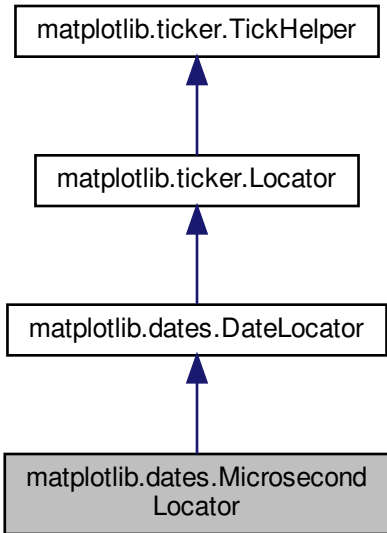 matplotlib.ticker.TickHelper
matplotlib.ticker.Locator
matplotlib.dates.DateLocator
matplotlib.dates.Microsecond
Locator